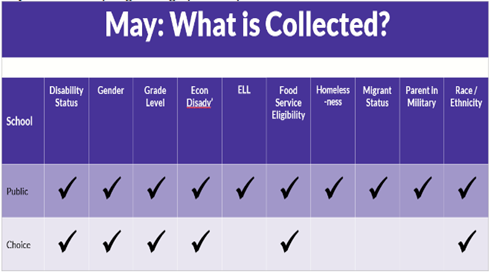 May: What is Collected?
School
Disability
Status
Gender
Grade
Level
Econ
Disadv'
ELL
Food
Service
Eligibility
Homeless
-ness
Migrant
Status
Parent in
Military
Race /
Ethnicity
Public ✓ ✓ ✓ ✓ ✓ ✓ ✓ ✓ ✓ ✓
Choice ✓ ✓ ✓ ✓ ✓ ✓